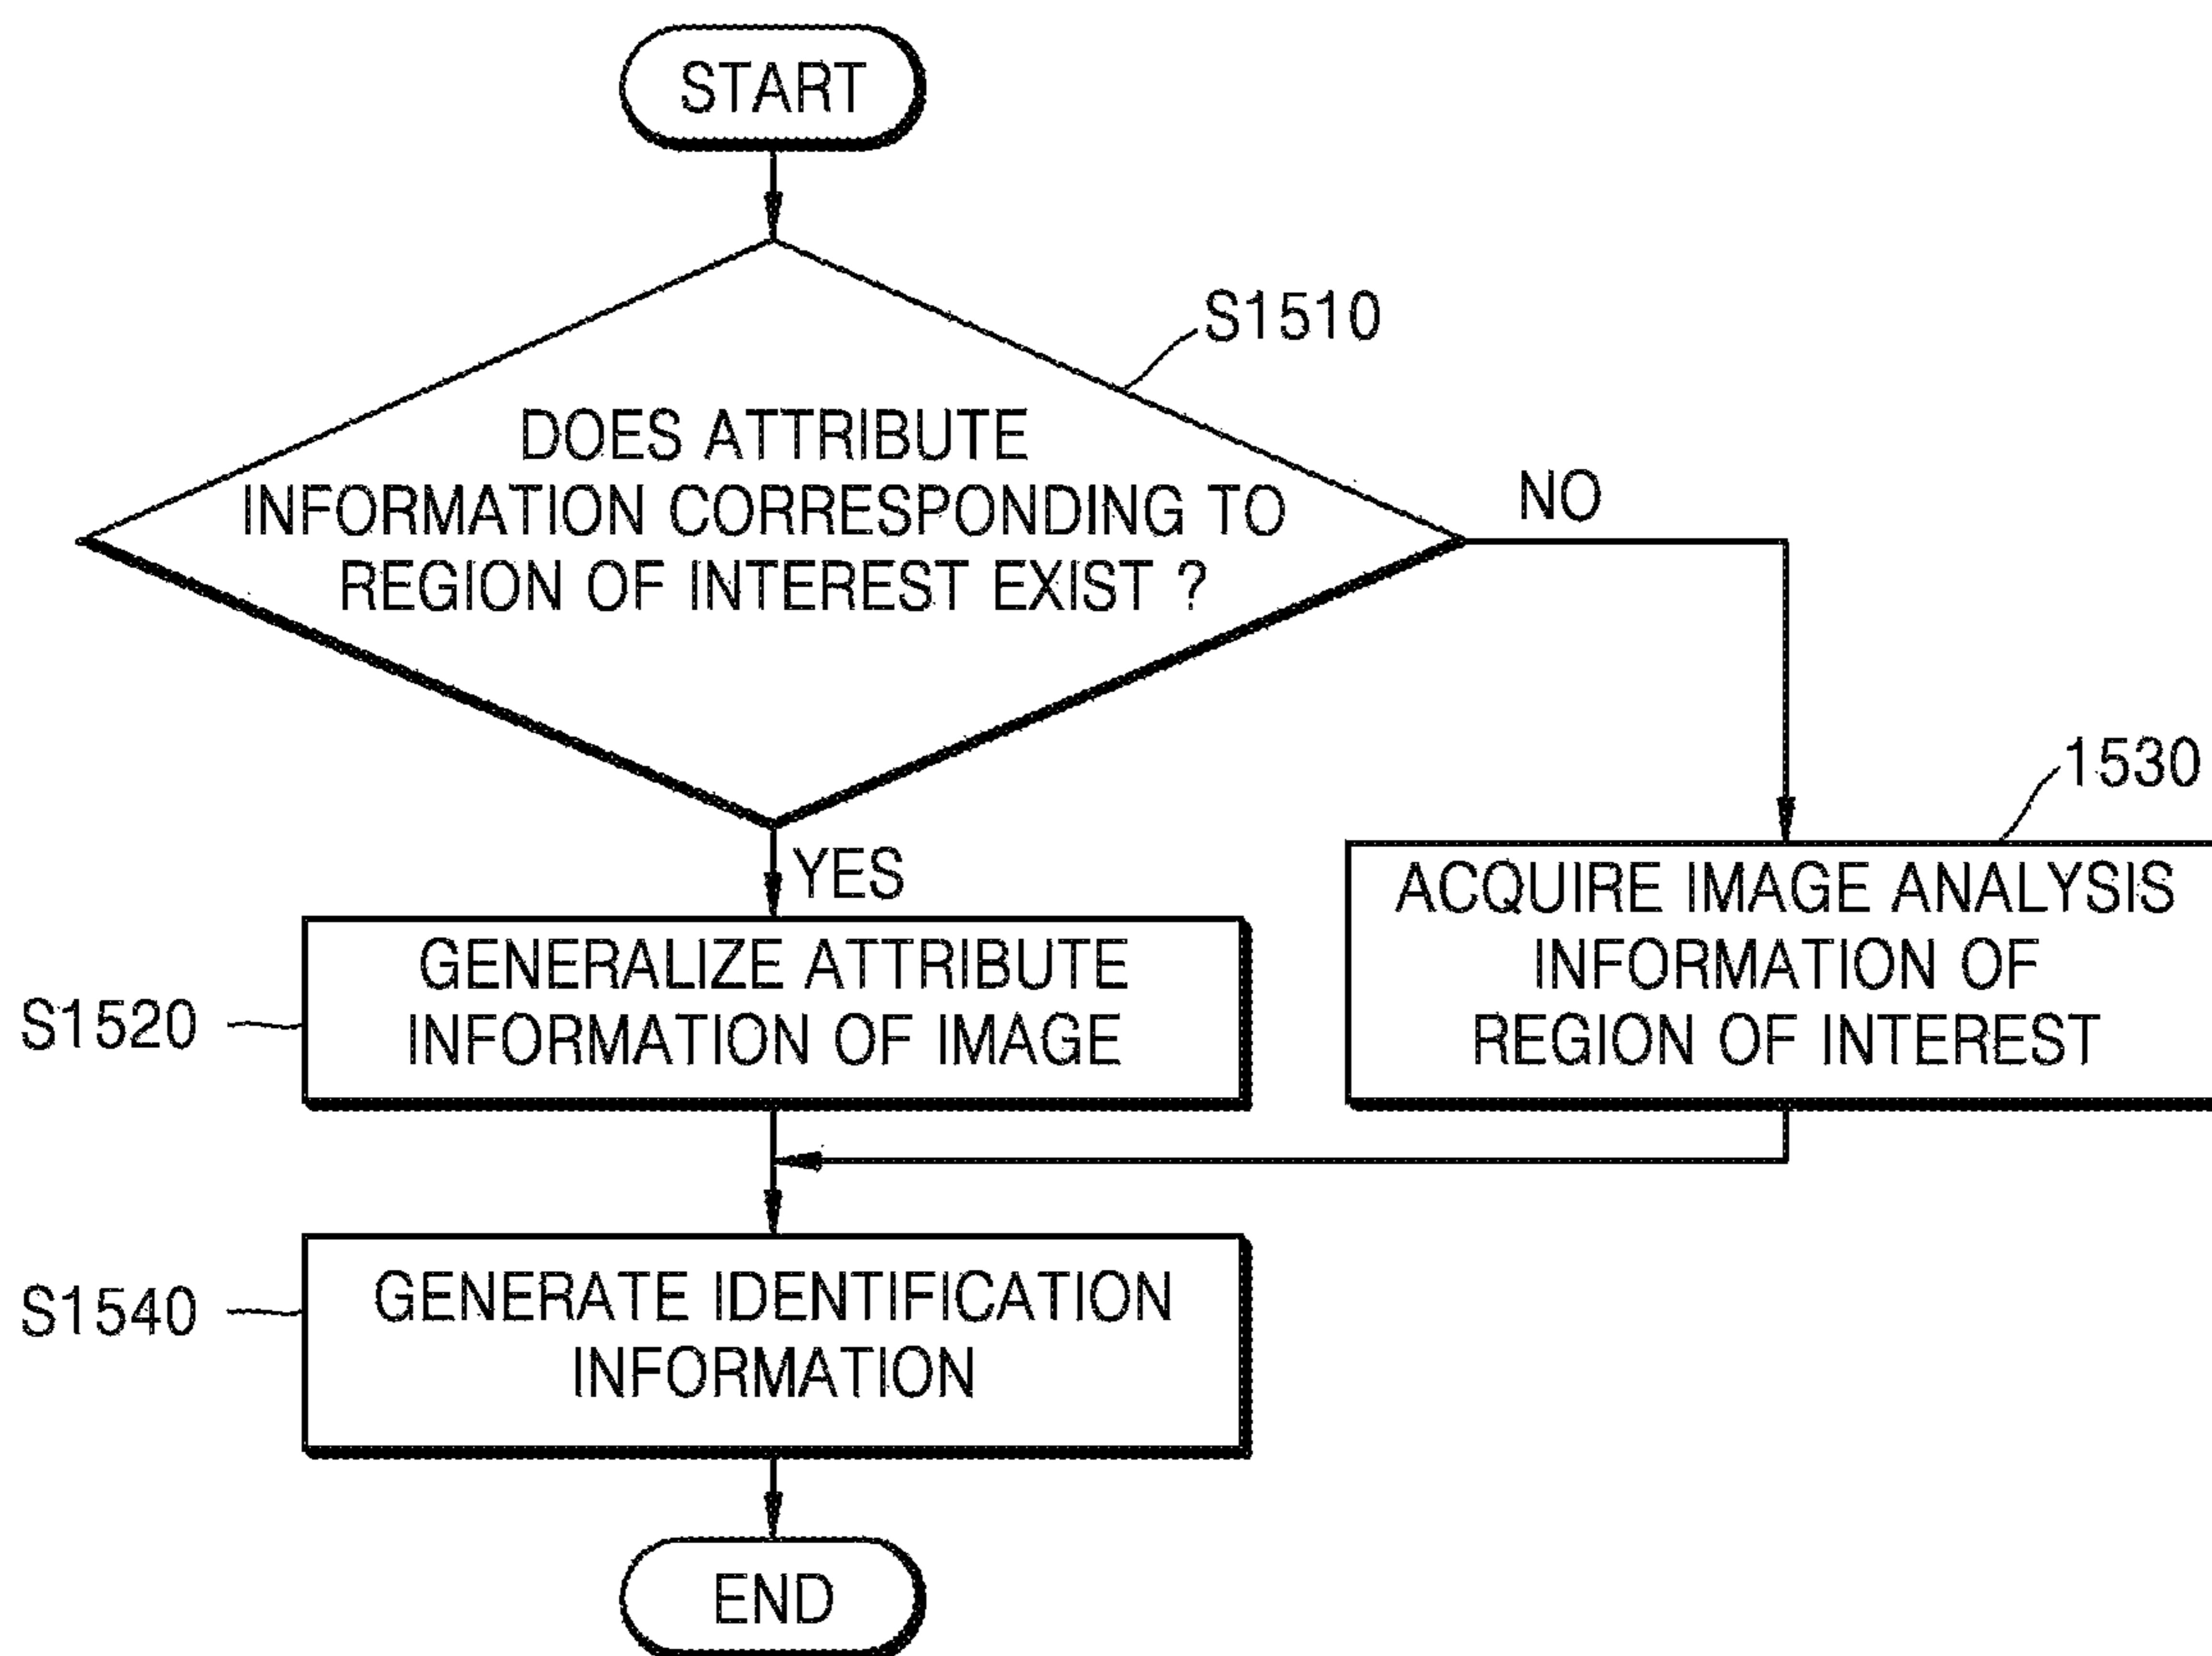 START
S1510
DOES ATTRIBUTE
INFORMATION CORRESPONDING TO
REGION OF INTEREST EXIST ?
NO
YES
1530
ACQUIRE IMAGE ANALYSIS
INFORMATION OF
REGION OF INTEREST
S1520
GENERALIZE ATTRIBUTE
INFORMATION OF IMAGE
S1540
GENERATE IDENTIFICATION
INFORMATION
END